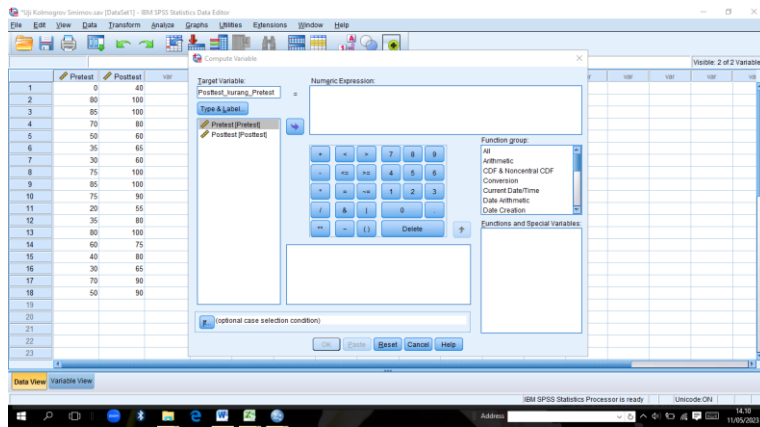 *Uji Kolmogrov Smirnov.sav [DataSet1] - IBM SPSS Statistics Data Editor
File Edit View Data Transform Analyze Graphs Utilities Extensions Window Help
Visible: 2 of 2 Variable
Pretest Posttest var var var var var
1 0 40
2 80 100
3 85 100
4 70 80
5 50 60
6 35 65
7 30 60
8 75 100
9 85 100
10 75 90
11 20 55
12 35 80
13 80 100
14 60 75
15 40 80
16 30 65
17 70 90
18 50 90
19
20
21
22
23
Compute Variable
Target Variable: Numeric Expression:
Posttest_kurang_Pretest =
Type & Label...
Pretest [Pretest]
Posttest [Posttest]
+ < > 7 8 9
- <= >= 4 5 6
* = ~= 1 2 3
/ & | 0 .
** ~ ( ) Delete
Function group:
All
Arithmetic
CDF & Noncentral CDF
Conversion
Current Date/Time
Date Arithmetic
Date Creation
Functions and Special Variables:
If... (optional case selection condition)
OK Paste Reset Cancel Help
Data View Variable View
IBM SPSS Statistics Processor is ready Unicode:ON
Address
14.10
11/05/2023